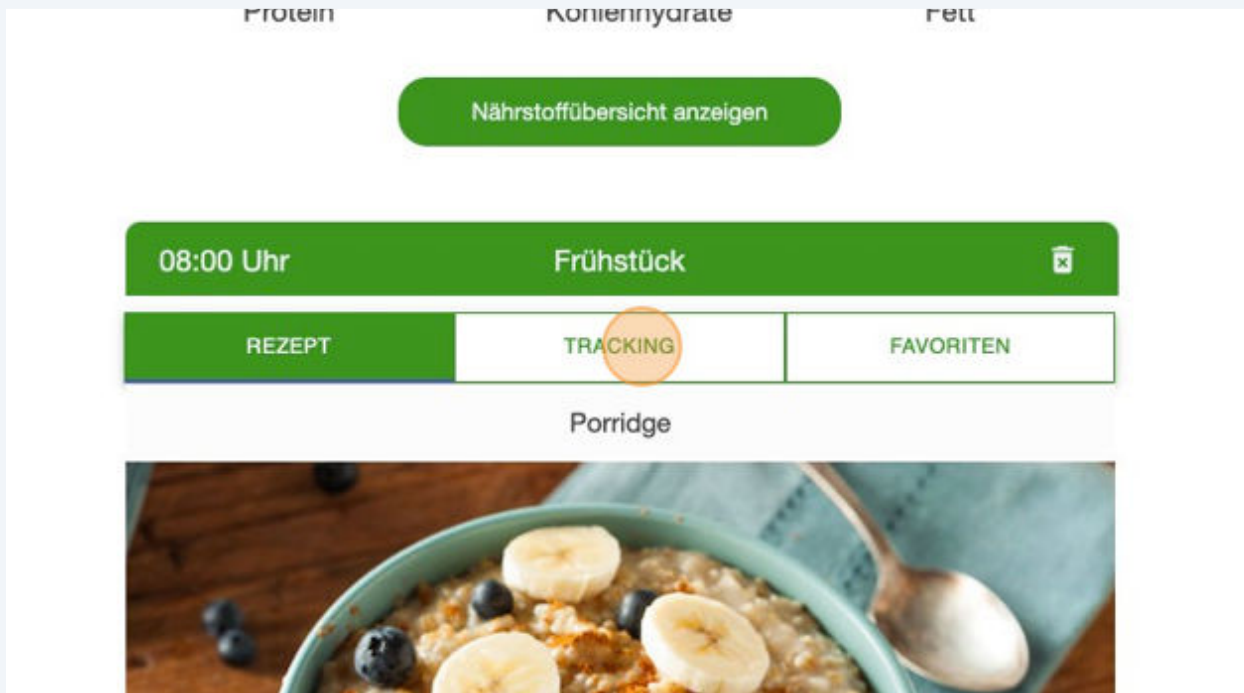 Protein Kohlenhydrate Fett
Nährstoffübersicht anzeigen
08:00 Uhr Frühstück
REZEPT TRACKING FAVORITEN
Porridge